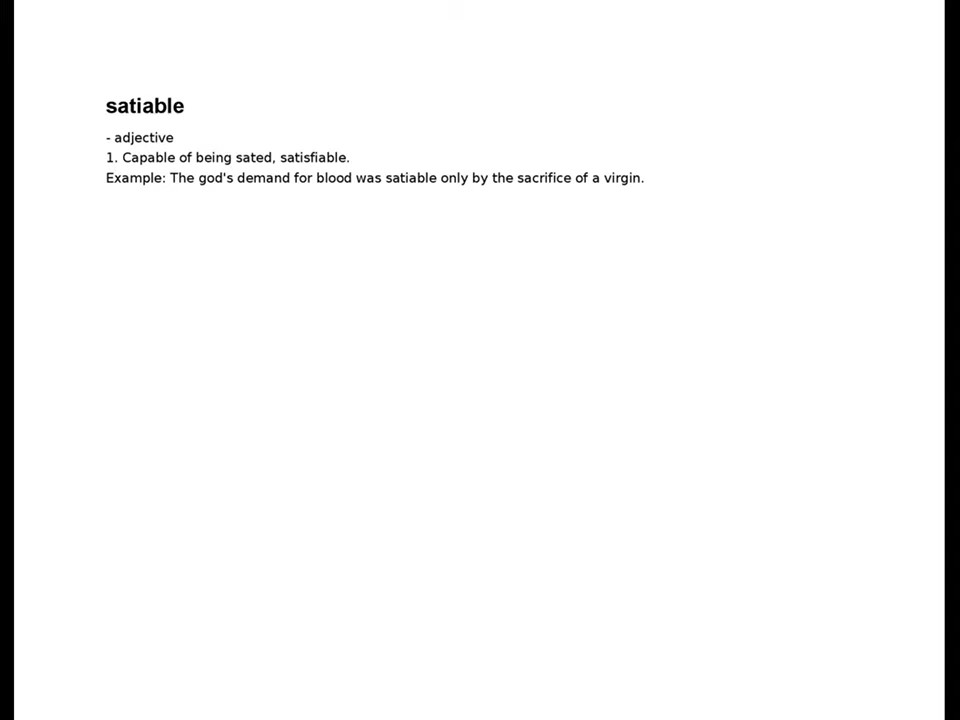 satiable
- adjective
1. Capable of being sated, satisfiable.
Example: The god's demand for blood was satiable only by the sacrifice of a virgin.